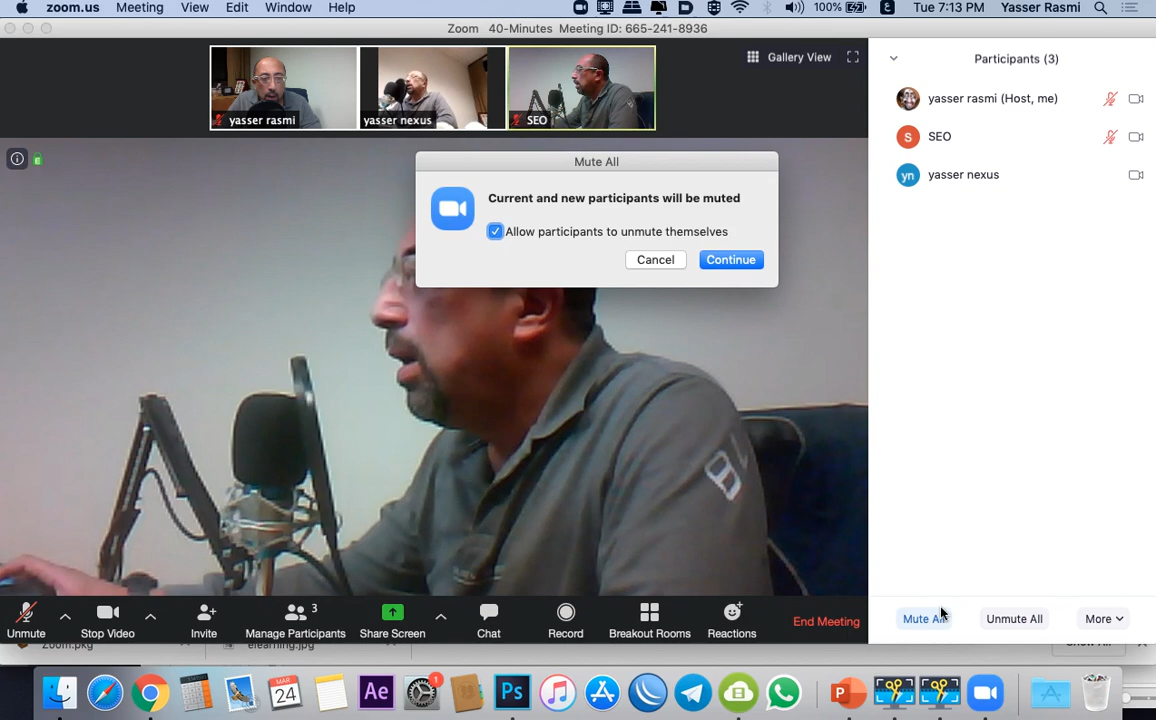 zoom.us Meeting View Edit Window Help 100% Tue 7:13 PM Yasser Rasmi
Zoom 40-Minutes Meeting ID: 665-241-8936
yasser rasmi
yasser nexus
SEO
Gallery View
Participants (3)
yasser rasmi (Host, me)
S SEO
yn yasser nexus
Mute All
Current and new participants will be muted
Allow participants to unmute themselves
Cancel Continue
Unmute
Stop Video
Invite
3
Manage Participants
Share Screen
Chat
Record
Breakout Rooms
Reactions
End Meeting
Mute All
Unmute All
More
Zoom.pkg
elearning.jpg
Show All
MAR
24
Ae
1
Ps
P